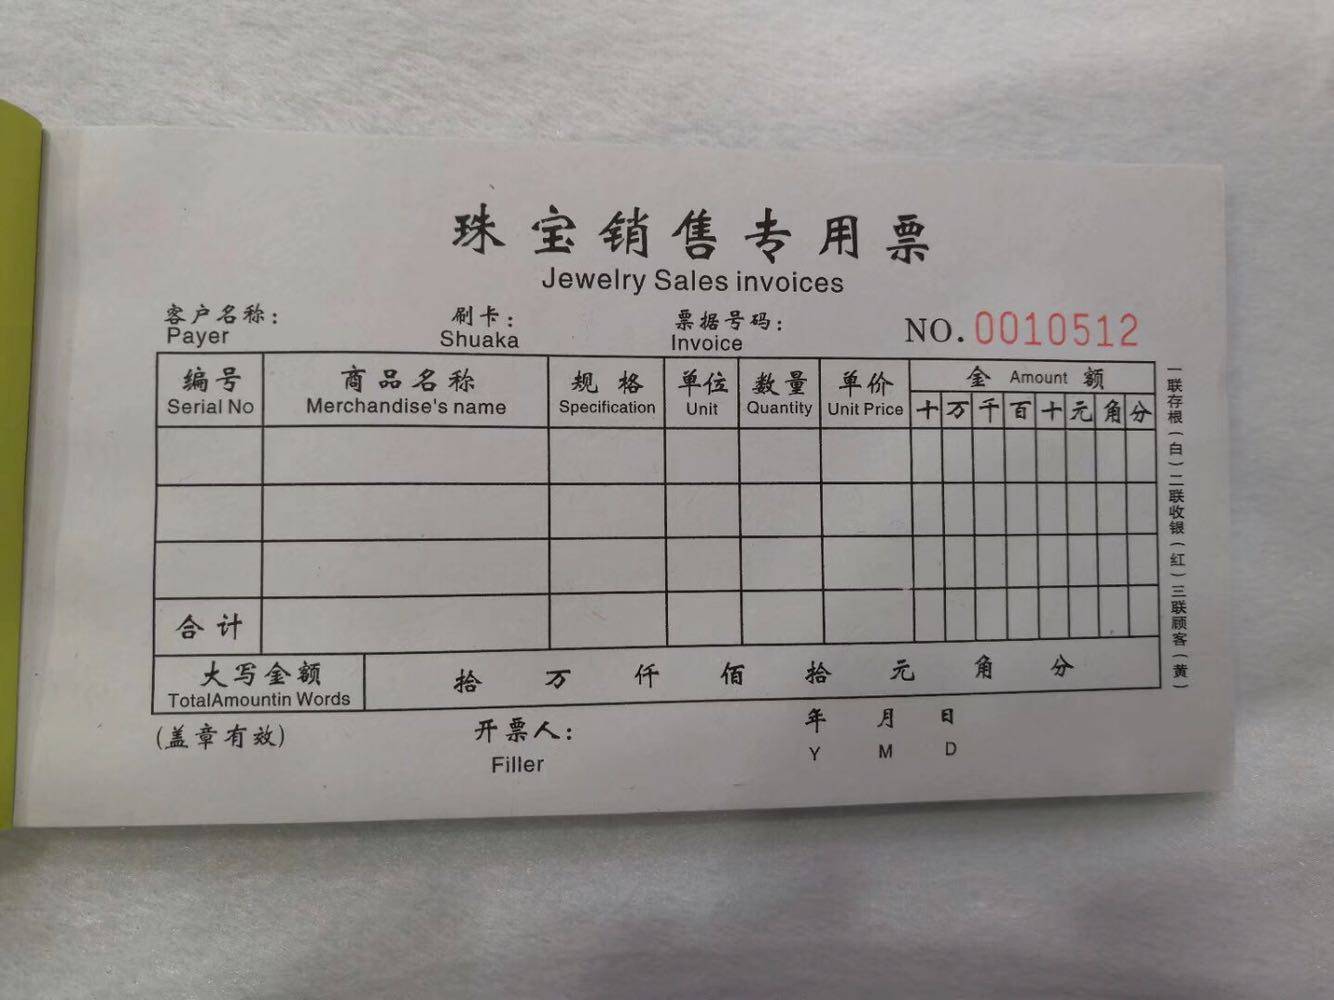 珠宝销售专用票
Jewelry Sales invoices
客户名称： 刷卡： 票据号码： NO. 0010512
Payer Shuaka Invoice
编号 商品名称 规格 单位 数量 单价 金 Amount 额
Serial No Merchandise's name Specification Unit Quantity Unit Price 十 万 千 百 十 元 角 分
合计
大写金额 拾 万 仟 佰 拾 元 角 分
TotalAmountin Words
(盖章有效) 开票人： 年 月 日
Filler Y M D
一联存根(白)二联收银(红)三联顾客(黄)